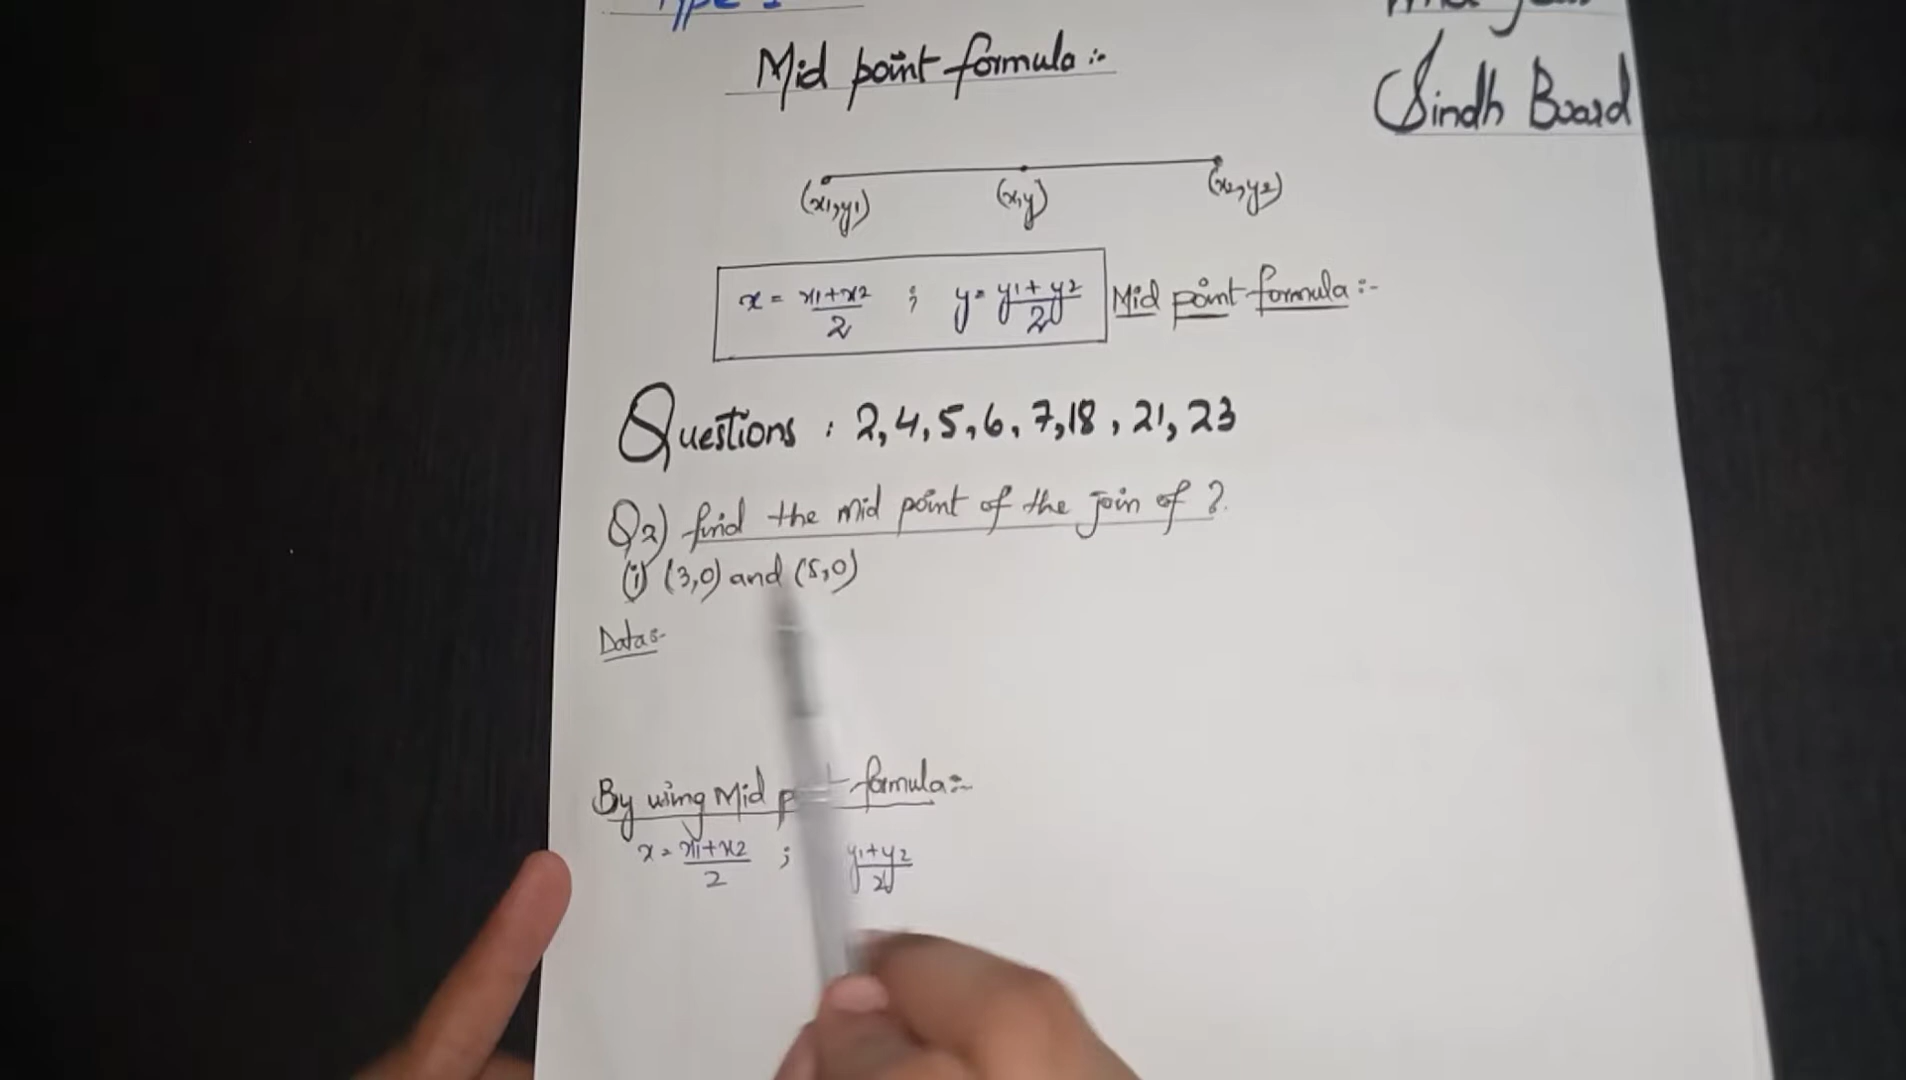 Type 1
Sindh Board
Mid point formula :-
(x1,y1) (x,y) (x2,y2)
x = x1+x2/2 ; y = y1+y2/2 Mid point formula :-
Questions : 2,4,5,6,7,18,21,23
Q2) find the mid point of the join of ?
(i) (3,0) and (5,0)
Data:-
By using Mid formula:-
x = x1+x2/2 ; y1+y2/2